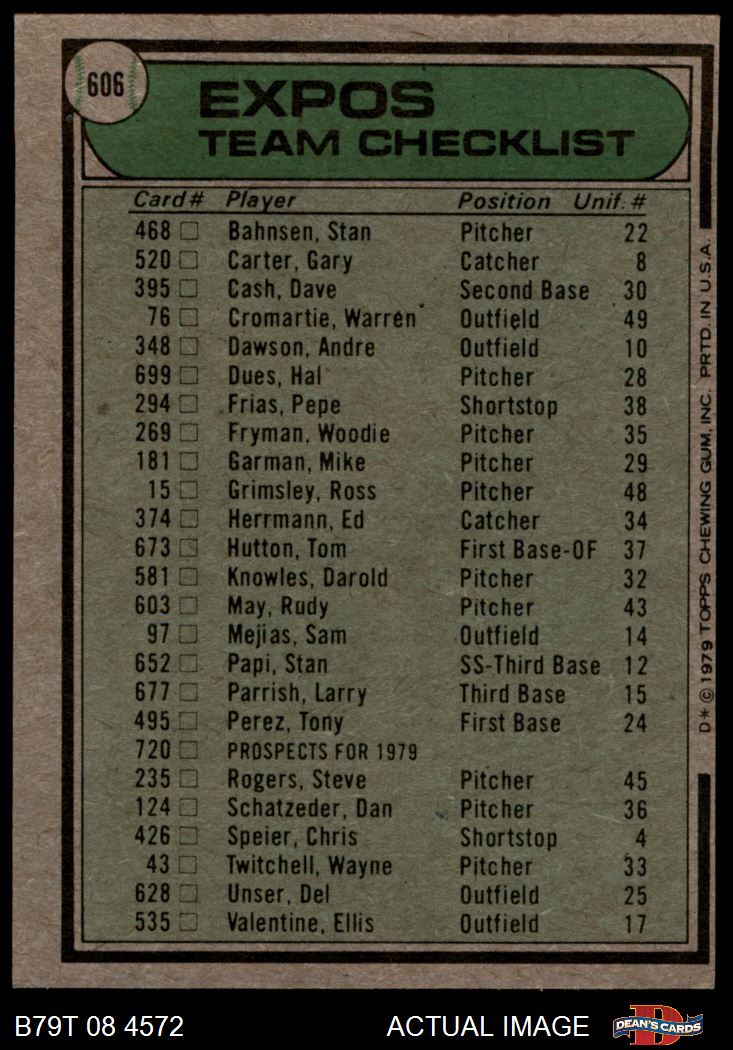 606
EXPOS
TEAM CHECKLIST
Card # Player Position Unif. #
468 Bahnsen, Stan Pitcher 22
520 Carter, Gary Catcher 8
395 Cash, Dave Second Base 30
76 Cromartie, Warren Outfield 49
348 Dawson, Andre Outfield 10
699 Dues, Hal Pitcher 28
294 Frias, Pepe Shortstop 38
269 Fryman, Woodie Pitcher 35
181 Garman, Mike Pitcher 29
15 Grimsley, Ross Pitcher 48
374 Herrmann, Ed Catcher 34
673 Hutton, Tom First Base-OF 37
581 Knowles, Darold Pitcher 32
603 May, Rudy Pitcher 43
97 Mejias, Sam Outfield 14
652 Papi, Stan SS-Third Base 12
677 Parrish, Larry Third Base 15
495 Perez, Tony First Base 24
720 PROSPECTS FOR 1979
235 Rogers, Steve Pitcher 45
124 Schatzeder, Dan Pitcher 36
426 Speier, Chris Shortstop 4
43 Twitchell, Wayne Pitcher 33
628 Unser, Del Outfield 25
535 Valentine, Ellis Outfield 17
D* © 1979 TOPPS CHEWING GUM, INC. PRTD. IN U.S.A.
B79T 08 4572 ACTUAL IMAGE
DEAN'S CARDS